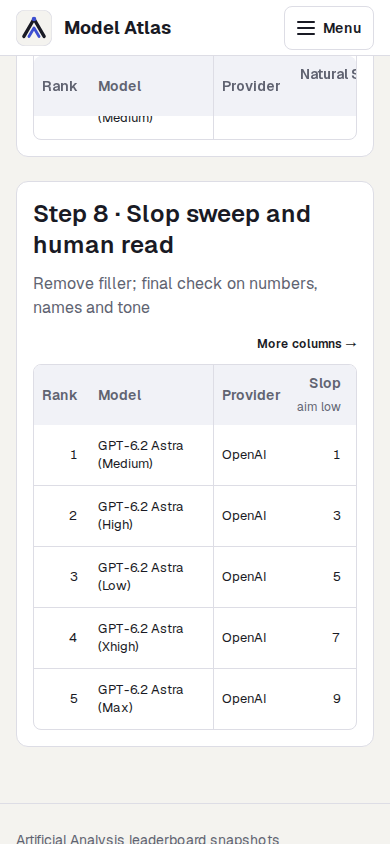 Model Atlas
Menu
Rank Model Provider Natural S
(Medium)
Step 8 · Slop sweep and
human read
Remove filler; final check on numbers,
names and tone
More columns →
Rank Model Provider Slop
aim low
1 GPT-6.2 Astra (Medium) OpenAI 1
2 GPT-6.2 Astra (High) OpenAI 3
3 GPT-6.2 Astra (Low) OpenAI 5
4 GPT-6.2 Astra (Xhigh) OpenAI 7
5 GPT-6.2 Astra (Max) OpenAI 9
Artificial Analysis leaderboard snapshots